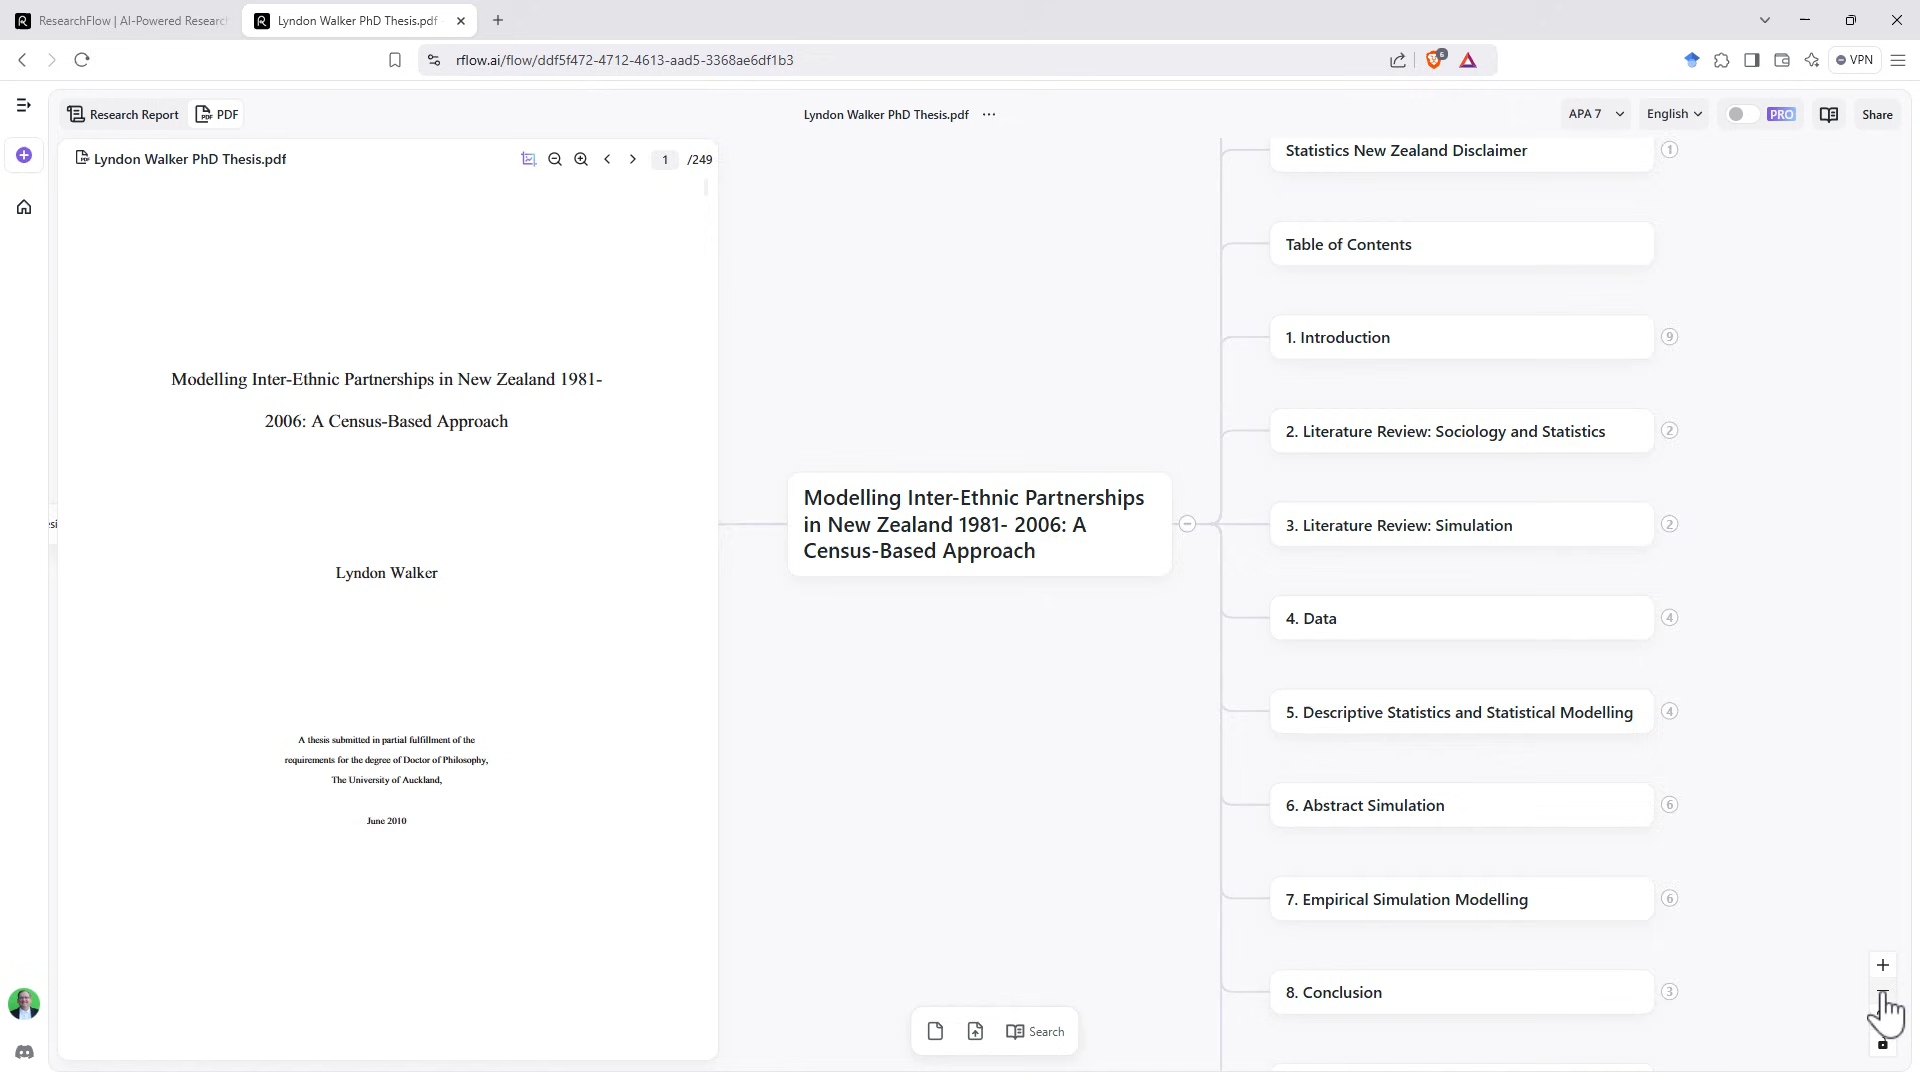 ResearchFlow | AI-Powered Research
Lyndon Walker PhD Thesis.pdf
rflow.ai/flow/ddf5f472-4712-4613-aad5-3368ae6df1b3
6
VPN
Research Report
PDF
Lyndon Walker PhD Thesis.pdf
APA 7
English
PRO
Share
Lyndon Walker PhD Thesis.pdf
1
/249
Modelling Inter-Ethnic Partnerships in New Zealand 1981-
2006: A Census-Based Approach
Lyndon Walker
A thesis submitted in partial fulfillment of the
requirements for the degree of Doctor of Philosophy,
The University of Auckland,
June 2010
Modelling Inter-Ethnic Partnerships
in New Zealand 1981- 2006: A
Census-Based Approach
Statistics New Zealand Disclaimer
1
Table of Contents
1. Introduction
9
2. Literature Review: Sociology and Statistics
2
3. Literature Review: Simulation
2
4. Data
4
5. Descriptive Statistics and Statistical Modelling
4
6. Abstract Simulation
6
7. Empirical Simulation Modelling
6
8. Conclusion
3
Search